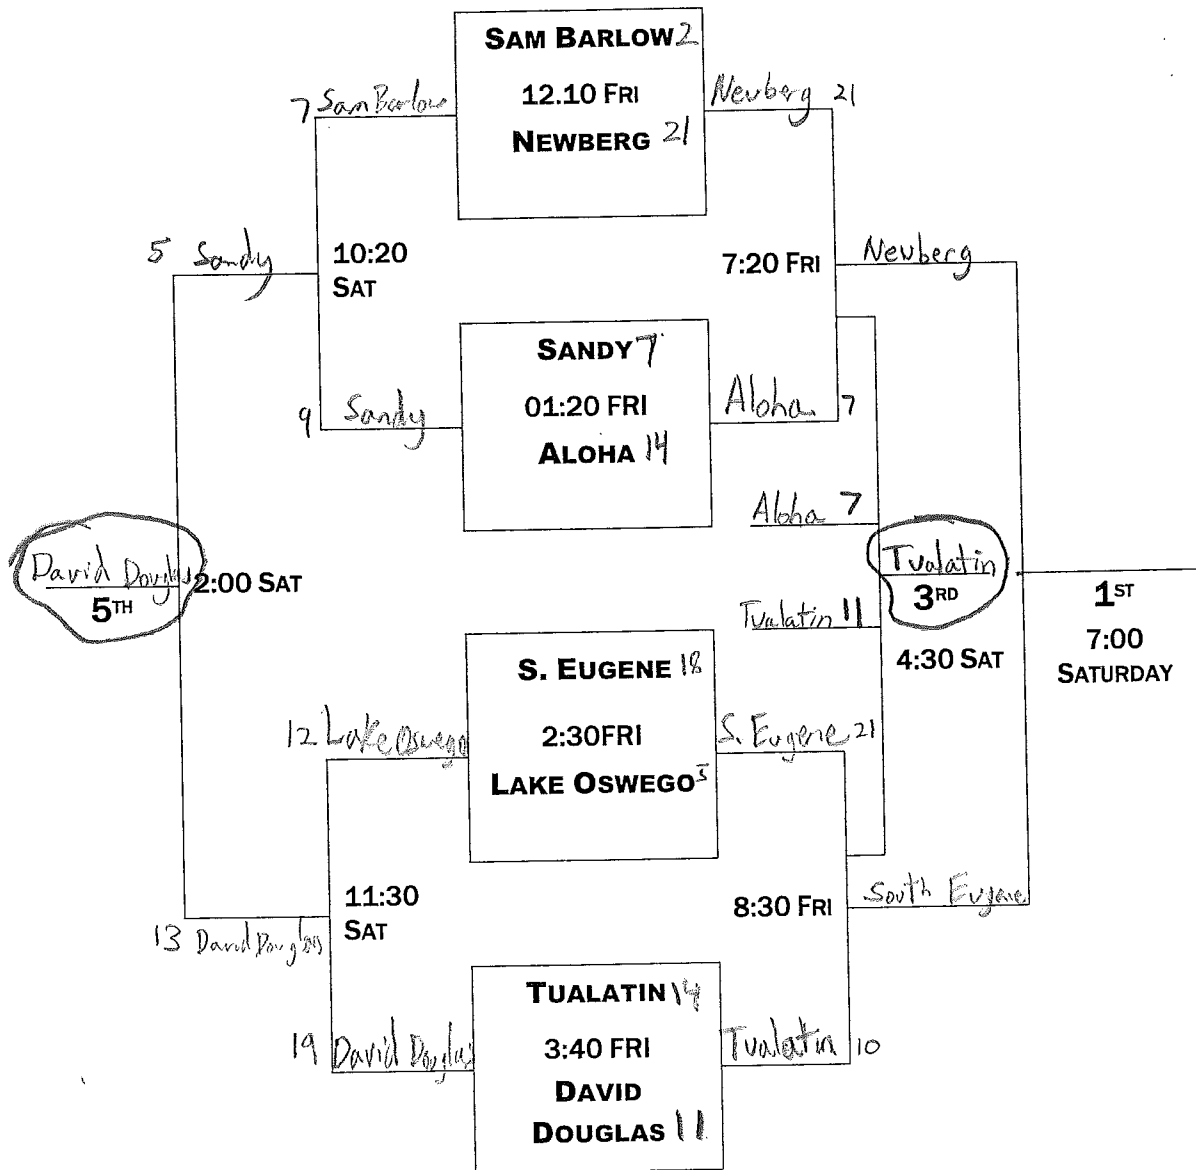 SAM BARLOW 2
7 Sam Barlow
12.10 FRI
Newberg 21
NEWBERG 21
5 Sandy
10:20
SAT
7:20 FRI
Newberg
SANDY 7
9 Sandy
01:20 FRI
Aloha 7
ALOHA 14
Aloha 7
David Douglas
5TH
2:00 SAT
Tualatin
3RD
1ST
Tualatin 11
4:30 SAT
7:00
SATURDAY
S. EUGENE 18
12 Lake Oswego
2:30FRI
S. Eugene 21
LAKE OSWEGO 5
11:30
SAT
8:30 FRI
South Eugene
13 David Douglas
TUALATIN 14
19 David Douglas
3:40 FRI
Tualatin 10
DAVID
DOUGLAS 11